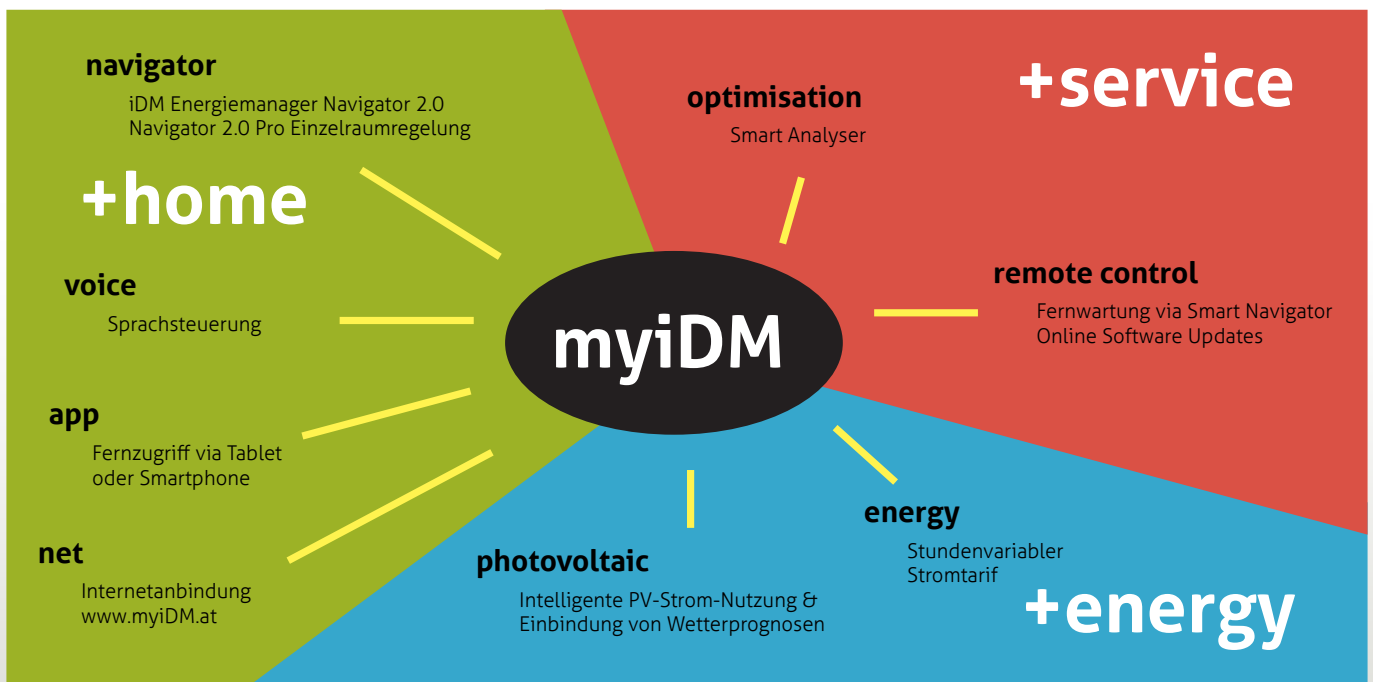 navigator
iDM Energiemanager Navigator 2.0
Navigator 2.0 Pro Einzelraumregelung
+home
voice
Sprachsteuerung
app
Fernzugriff via Tablet
oder Smartphone
net
Internetanbindung
www.myiDM.at
myiDM
+service
optimisation
Smart Analyser
remote control
Fernwartung via Smart Navigator
Online Software Updates
photovoltaic
Intelligente PV-Strom-Nutzung &
Einbindung von Wetterprognosen
energy
Stundenvariabler
Stromtarif
+energy